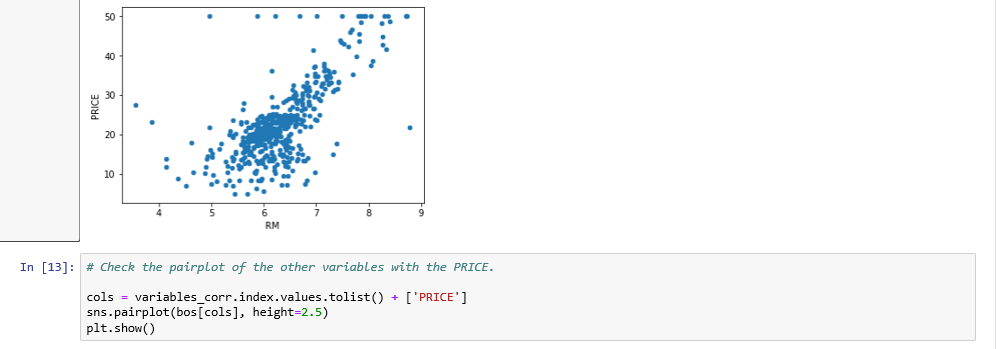 50
40
30
20
10
PRICE
4 5 6 7 8 9
RM
In [13]: # Check the pairplot of the other variables with the PRICE.
cols = variables_corr.index.values.tolist() + ['PRICE']
sns.pairplot(bos[cols], height=2.5)
plt.show()